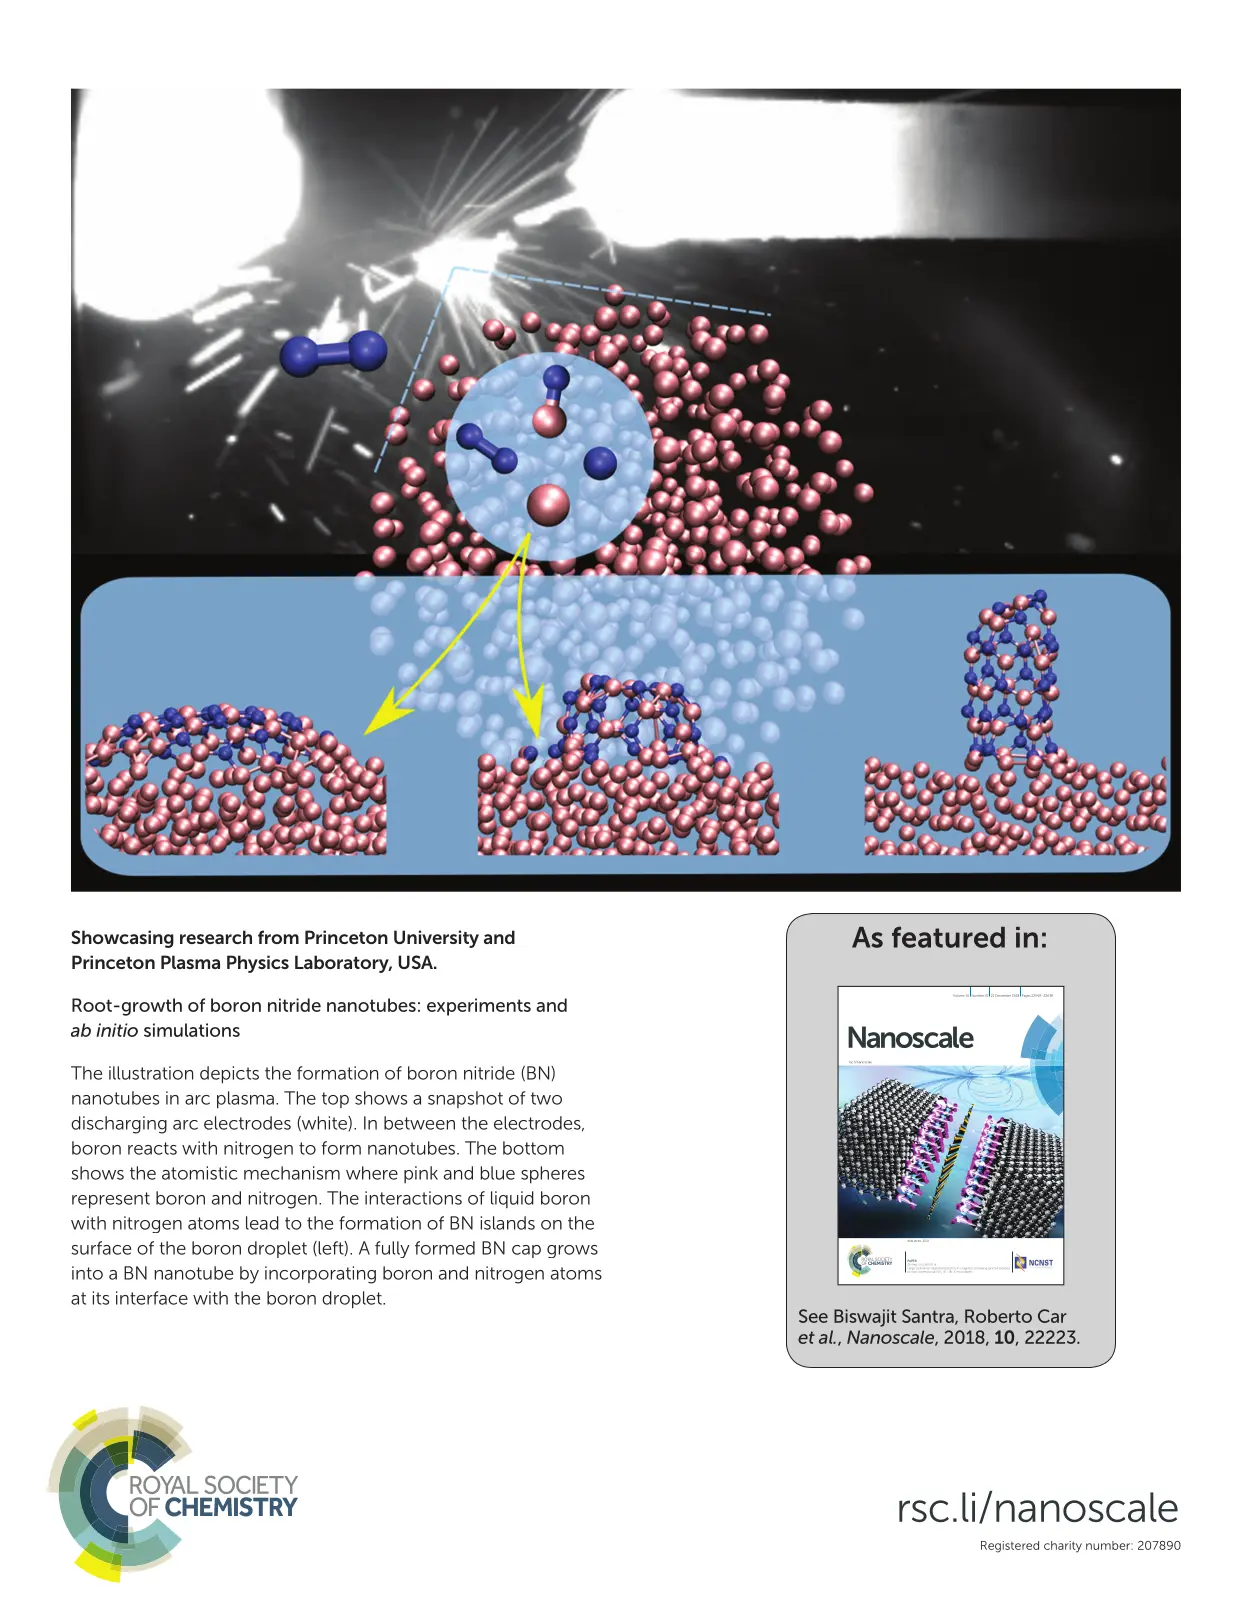 Showcasing research from Princeton University and
Princeton Plasma Physics Laboratory, USA.
Root-growth of boron nitride nanotubes: experiments and
ab initio simulations
The illustration depicts the formation of boron nitride (BN)
nanotubes in arc plasma. The top shows a snapshot of two
discharging arc electrodes (white). In between the electrodes,
boron reacts with nitrogen to form nanotubes. The bottom
shows the atomistic mechanism where pink and blue spheres
represent boron and nitrogen. The interactions of liquid boron
with nitrogen atoms lead to the formation of BN islands on the
surface of the boron droplet (left). A fully formed BN cap grows
into a BN nanotube by incorporating boron and nitrogen atoms
at its interface with the boron droplet.
As featured in:
Nanoscale
ROYAL SOCIETY
OF CHEMISTRY
NCNST
See Biswajit Santra, Roberto Car
et al., Nanoscale, 2018, 10, 22223.
ROYAL SOCIETY
OF CHEMISTRY
rsc.li/nanoscale
Registered charity number: 207890